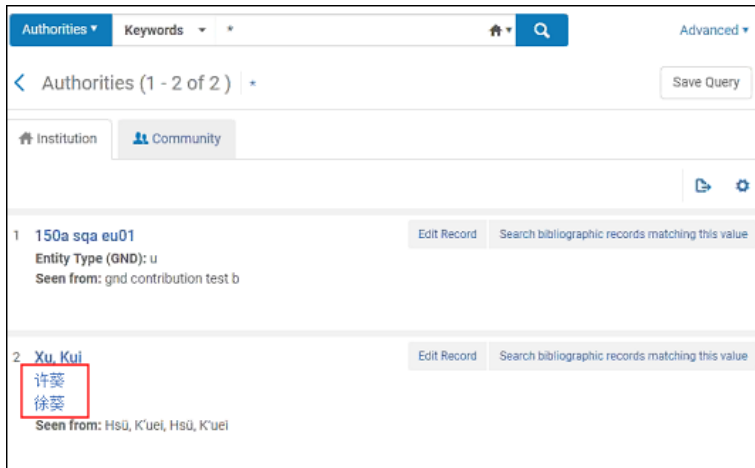 Authorities Keywords *
Advanced
Authorities (1 - 2 of 2 ) *
Save Query
Institution Community
1 150a sqa eu01 Edit Record Search bibliographic records matching this value
Entity Type (GND): u
Seen from: gnd contribution test b
2 Xu, Kui Edit Record Search bibliographic records matching this value
许葵
徐葵
Seen from: Hsü, K'uei, Hsü, Kʻuei